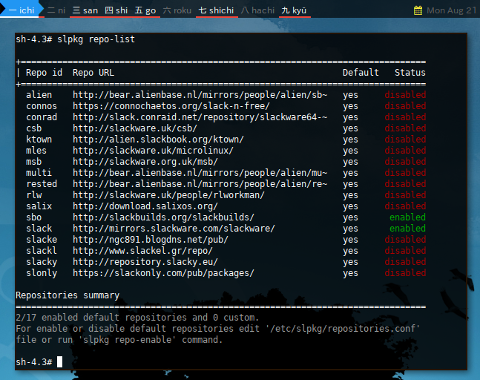 一 ichi 二 ni 三 san 四 shi 五 go 六 roku 七 shichi 八 hachi 九 kyū Mon Aug 21
sh-4.3# slpkg repo-list
+==============================================================================
| Repo id Repo URL Default Status
+==============================================================================
alien http://bear.alienbase.nl/mirrors/people/alien/sb~ yes disabled
connos https://connochaetos.org/slack-n-free/ yes disabled
conrad http://slack.conraid.net/repository/slackware64-~ yes disabled
csb http://slackware.uk/csb/ yes disabled
ktown http://alien.slackbook.org/ktown/ yes disabled
mles http://slackware.uk/microlinux/ yes disabled
msb http://slackware.org.uk/msb/ yes disabled
multi http://bear.alienbase.nl/mirrors/people/alien/mu~ yes disabled
rested http://bear.alienbase.nl/mirrors/people/alien/re~ yes disabled
rlw http://slackware.uk/people/rlworkman/ yes disabled
salix http://download.salixos.org/ yes disabled
sbo http://slackbuilds.org/slackbuilds/ yes enabled
slack http://mirrors.slackware.com/slackware/ yes enabled
slacke http://ngc891.blogdns.net/pub/ yes disabled
slackl http://www.slackel.gr/repo/ yes disabled
slacky http://repository.slacky.eu/ yes disabled
slonly https://slackonly.com/pub/packages/ yes disabled
Repositories summary
===============================================================================
2/17 enabled default repositories and 0 custom.
For enable or disable default repositories edit '/etc/slpkg/repositories.conf'
file or run 'slpkg repo-enable' command.
sh-4.3#